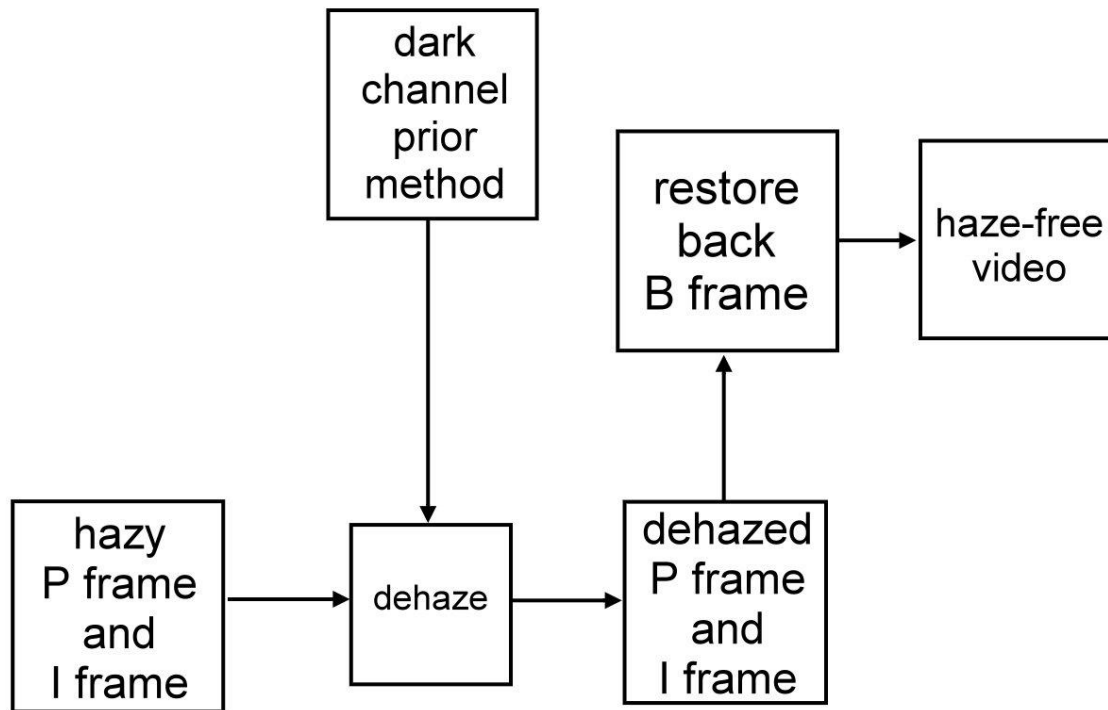 dark
channel
prior
method
restore
back
B frame
haze-free
video
hazy
P frame
and
I frame
dehaze
dehazed
P frame
and
I frame